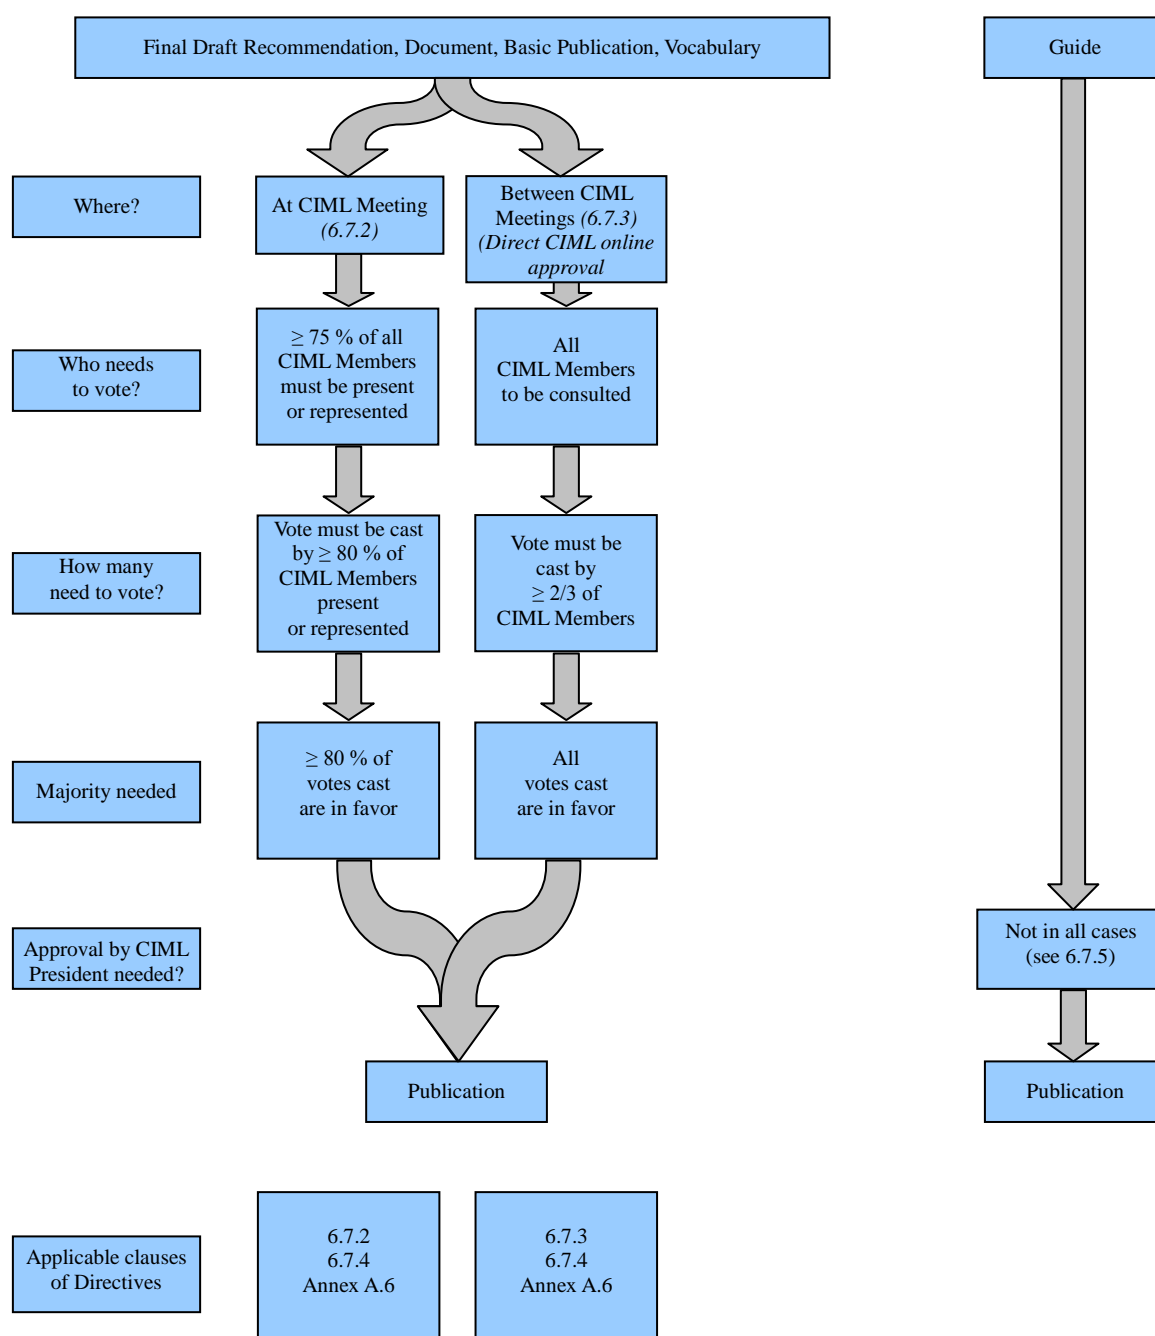 Final Draft Recommendation, Document, Basic Publication, Vocabulary
Guide
Where?
At CIML Meeting
(6.7.2)
Between CIML
Meetings (6.7.3)
(Direct CIML online
approval
Who needs
to vote?
≥ 75 % of all
CIML Members
must be present
or represented
All
CIML Members
to be consulted
How many
need to vote?
Vote must be cast
by ≥ 80 % of
CIML Members
present
or represented
Vote must be
cast by
≥ 2/3 of
CIML Members
Majority needed
≥ 80 % of
votes cast
are in favor
All
votes cast
are in favor
Approval by CIML
President needed?
Not in all cases
(see 6.7.5)
Publication
Publication
Applicable clauses
of Directives
6.7.2
6.7.4
Annex A.6
6.7.3
6.7.4
Annex A.6